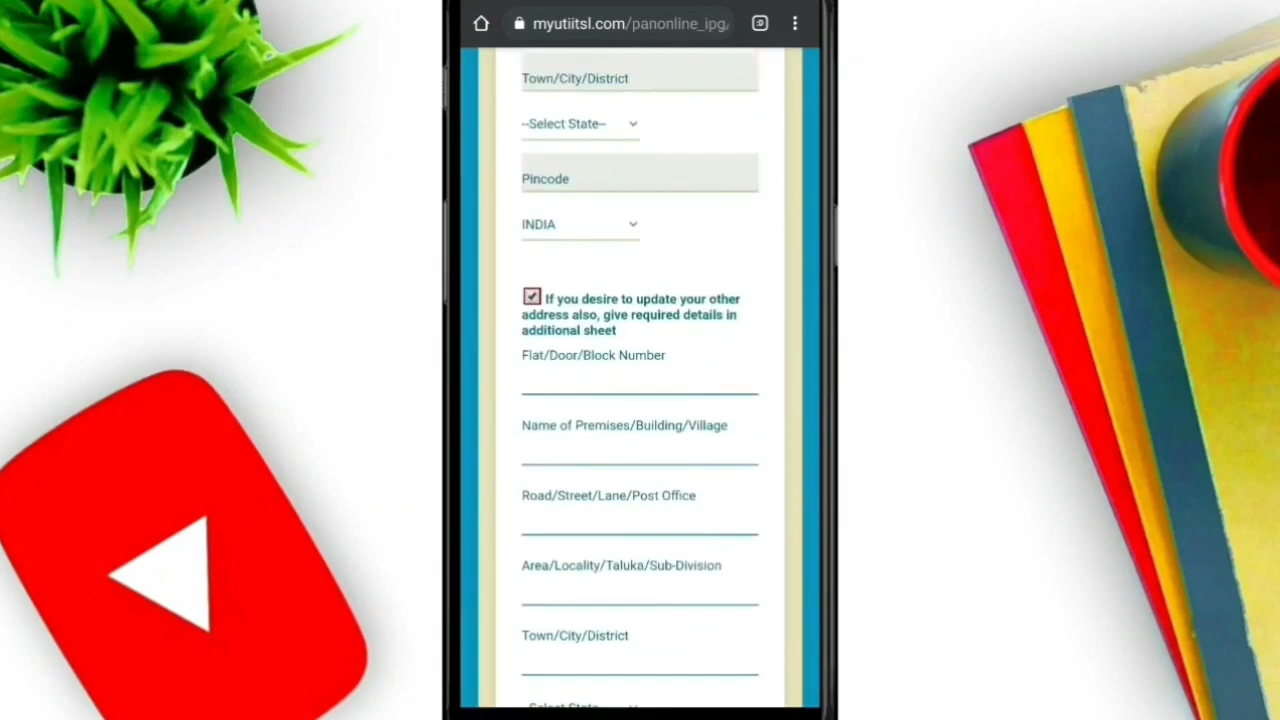 myutiitsl.com/panonline_ipg/
:D
Town/City/District
--Select State--
Pincode
INDIA
If you desire to update your other
address also, give required details in
additional sheet
Flat/Door/Block Number
Name of Premises/Building/Village
Road/Street/Lane/Post Office
Area/Locality/Taluka/Sub-Division
Town/City/District
--Select State--